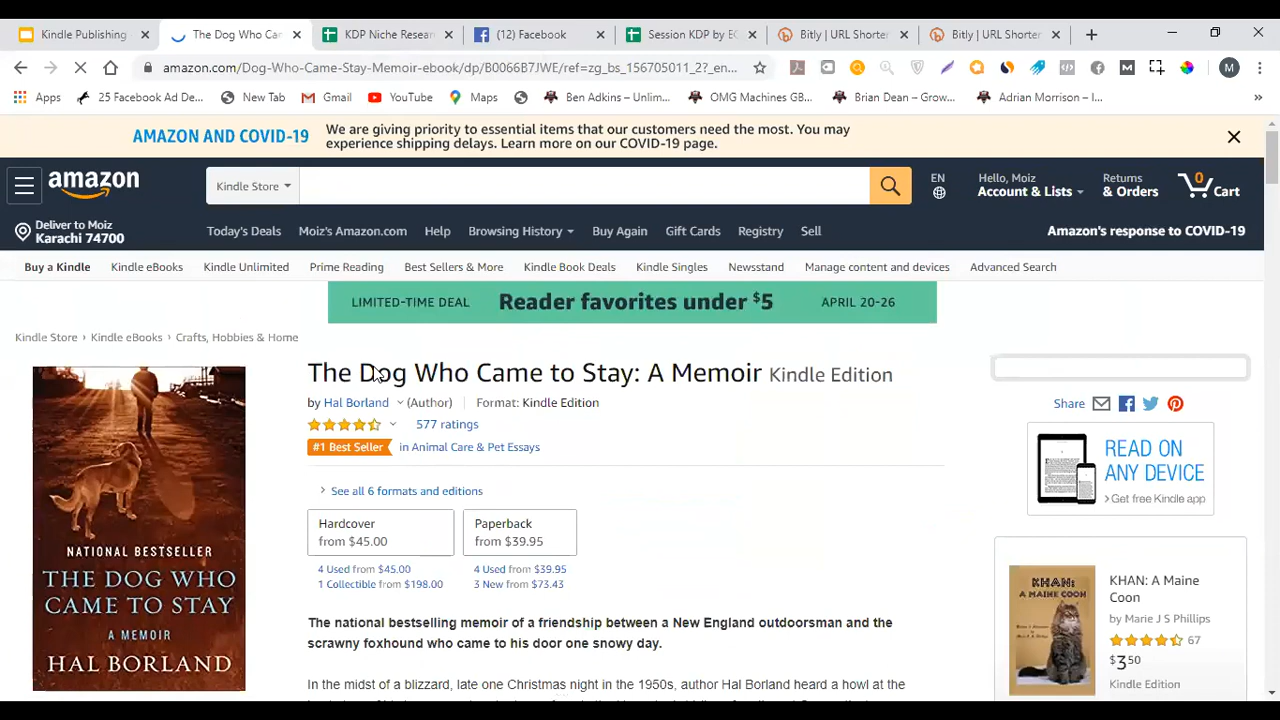 Kindle Publishing
The Dog Who Ca
KDP Niche Resear
(12) Facebook
Session KDP by EC
Bitly | URL Shorter
Bitly | URL Shorter
amazon.com/Dog-Who-Came-Stay-Memoir-ebook/dp/B0066B7JWE/ref=zg_bs_156705011_2?_en...
M
Apps
25 Facebook Ad De...
New Tab
Gmail
YouTube
Maps
Ben Adkins – Unlim...
OMG Machines GB...
Brian Dean – Grow...
Adrian Morrison – I...
»
AMAZON AND COVID-19
We are giving priority to essential items that our customers need the most. You may
experience shipping delays. Learn more on our COVID-19 page.
amazon
Kindle Store
EN
Hello, Moiz
Account & Lists
Returns
& Orders
0
Cart
Deliver to Moiz
Karachi 74700
Today's Deals
Moiz's Amazon.com
Help
Browsing History
Buy Again
Gift Cards
Registry
Sell
Amazon's response to COVID-19
Buy a Kindle
Kindle eBooks
Kindle Unlimited
Prime Reading
Best Sellers & More
Kindle Book Deals
Kindle Singles
Newsstand
Manage content and devices
Advanced Search
LIMITED-TIME DEAL
Reader favorites under $5
APRIL 20-26
Kindle Store › Kindle eBooks › Crafts, Hobbies & Home
The Dog Who Came to Stay: A Memoir Kindle Edition
by Hal Borland (Author) | Format: Kindle Edition
577 ratings
#1 Best Seller in Animal Care & Pet Essays
› See all 6 formats and editions
Hardcover
from $45.00
4 Used from $45.00
1 Collectible from $198.00
Paperback
from $39.95
4 Used from $39.95
3 New from $73.43
The national bestselling memoir of a friendship between a New England outdoorsman and the
scrawny foxhound who came to his door one snowy day.
In the midst of a blizzard, late one Christmas night in the 1950s, author Hal Borland heard a howl at the
NATIONAL BESTSELLER
THE DOG WHO
CAME TO STAY
A MEMOIR
HAL BORLAND
Share
READ ON
ANY DEVICE
› Get free Kindle app
KHAN:
A MAINE
COON
KHAN: A Maine
Coon
by Marie J S Phillips
67
$3.50
Kindle Edition